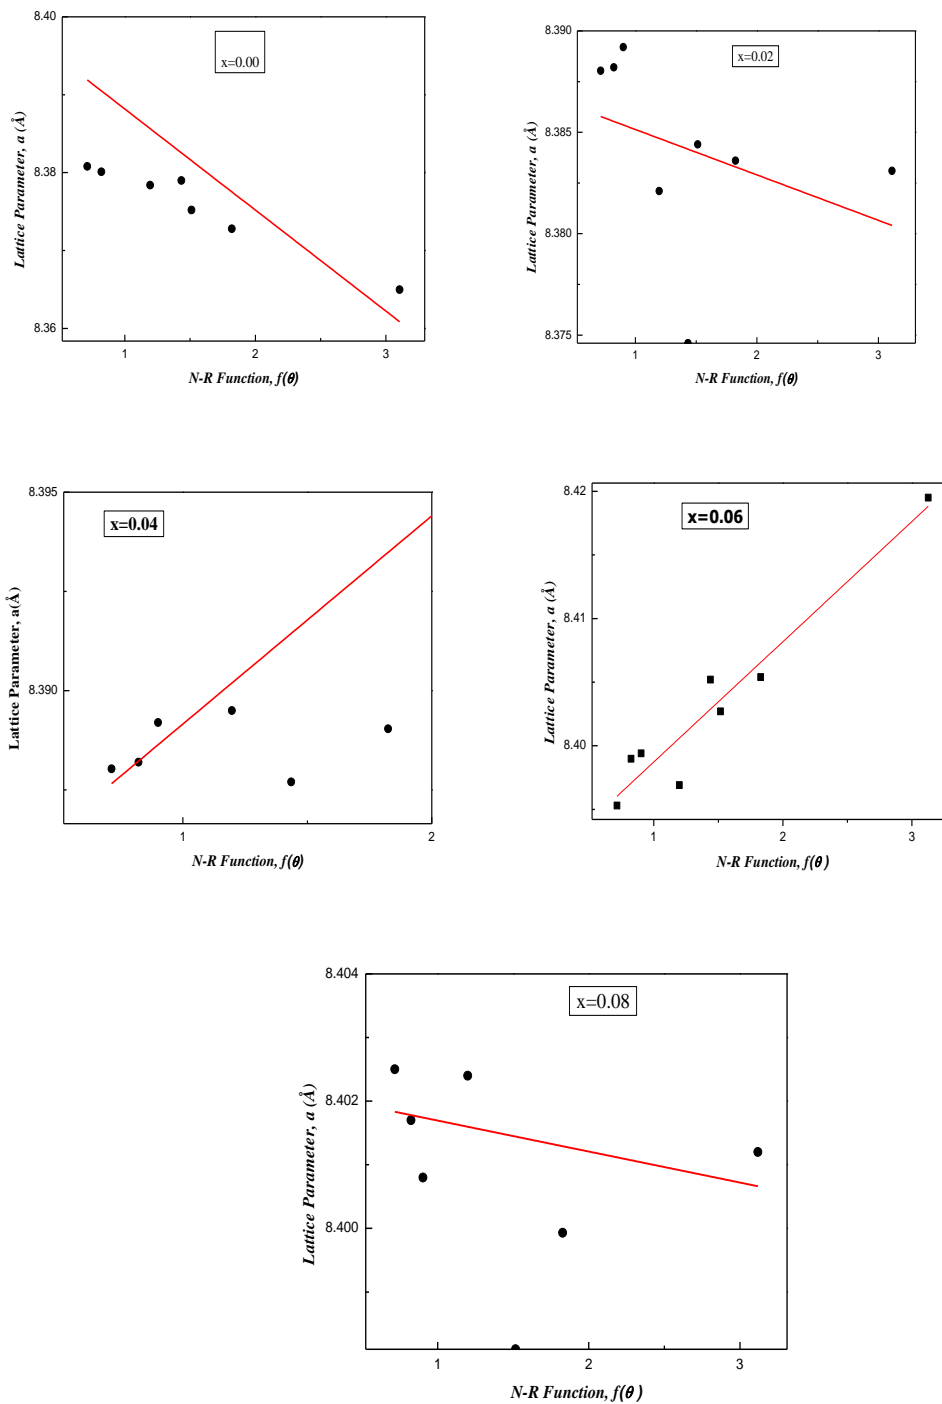 8.40
x=0.00
8.38
8.36
Lattice Parameter, a (Å)
1 2 3
N-R Function, f(θ)
8.390
x=0.02
8.385
8.380
8.375
Lattice Parameter, a (Å)
1 2 3
N-R Function, f(θ)
8.395
x=0.04
8.390
Lattice Parameter, a(Å)
1 2
N-R Function, f(θ)
8.42
x=0.06
8.41
8.40
Lattice Parameter, a (Å)
1 2 3
N-R Function, f(θ )
8.404
x=0.08
8.402
8.400
Lattice Parameter, a (Å)
1 2 3
N-R Function, f(θ )